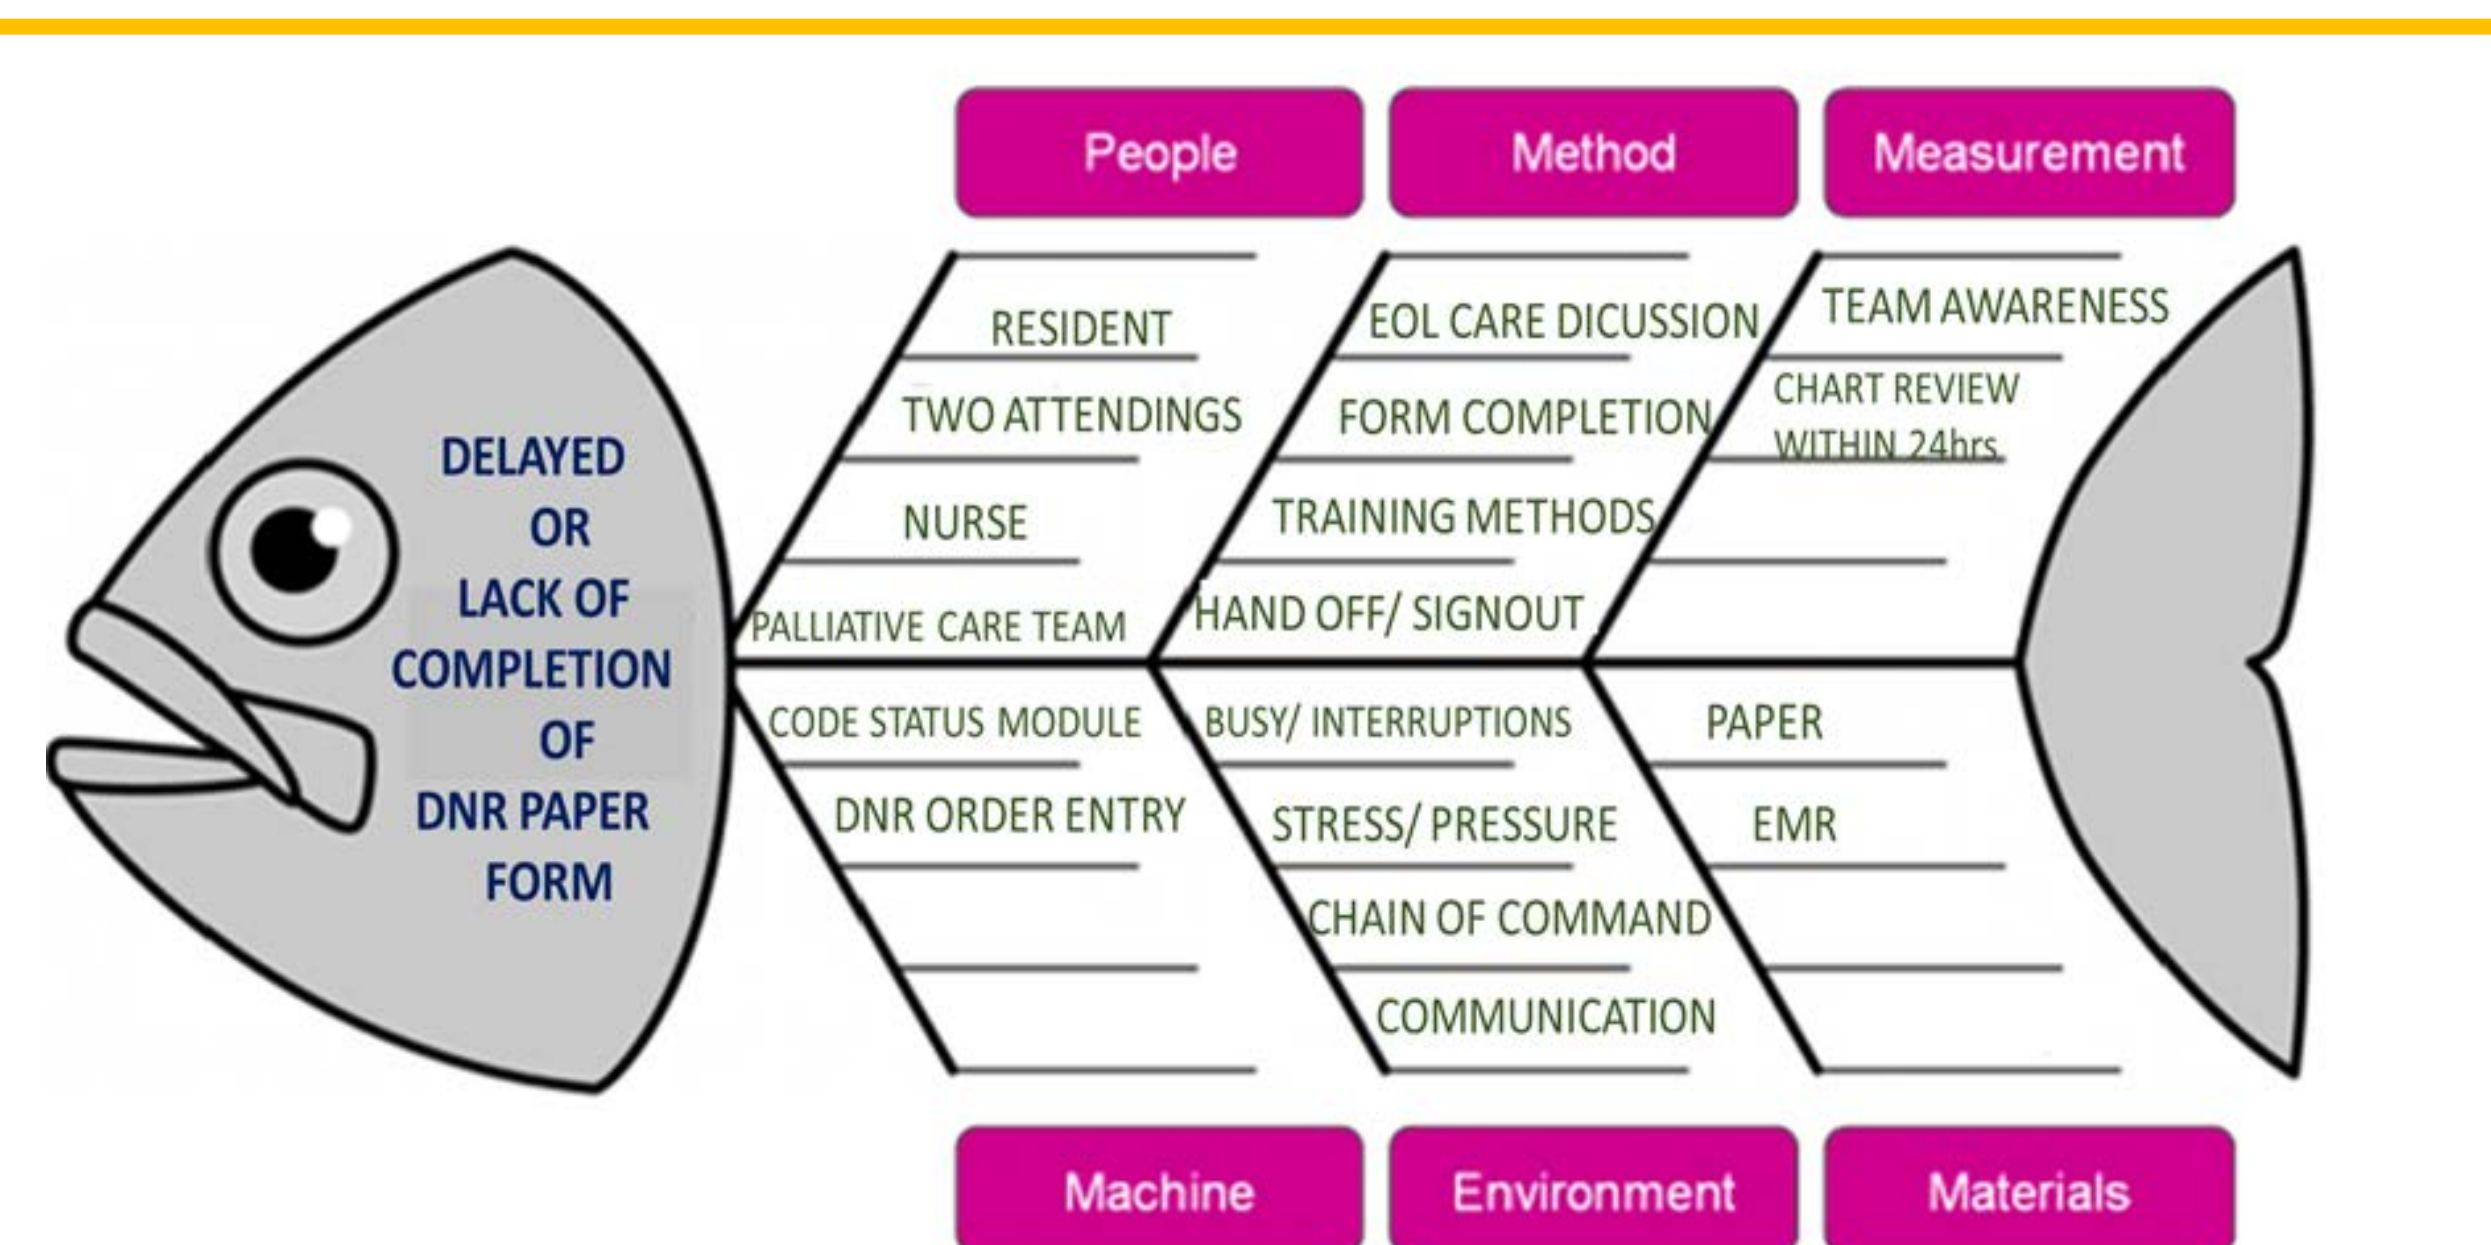 People
Method
Measurement
RESIDENT
TWO ATTENDINGS
NURSE
PALLIATIVE CARE TEAM
EOL CARE DICUSSION
FORM COMPLETION
TRAINING METHODS
HAND OFF/ SIGNOUT
TEAM AWARENESS
CHART REVIEW
WITHIN 24hrs
DELAYED
OR
LACK OF
COMPLETION
OF
DNR PAPER
FORM
CODE STATUS MODULE
DNR ORDER ENTRY
BUSY/ INTERRUPTIONS
STRESS/ PRESSURE
CHAIN OF COMMAND
COMMUNICATION
PAPER
EMR
Machine
Environment
Materials